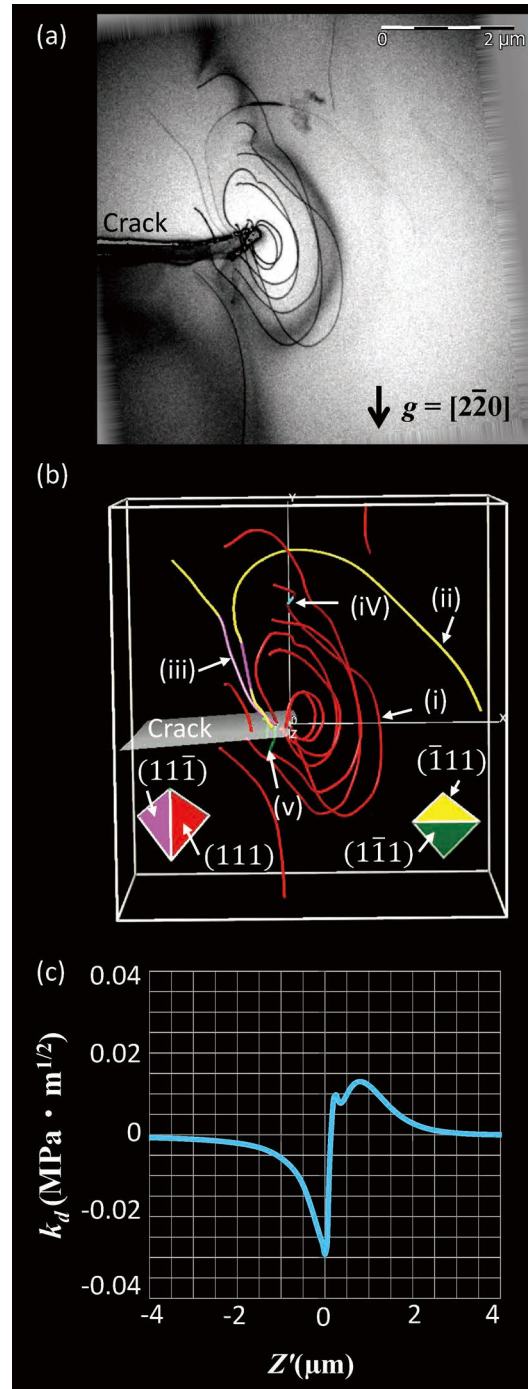 (a)
0 2 μm
Crack
g = [22̄0]
(b)
Y
(iV)
(ii)
(iii)
(i)
X
Crack
Z
(v)
(111̄)
(1̄11)
(111)
(11̄1)
(c)
0.04
0.02
0
-0.02
-0.04
k_d (MPa・m^{1/2})
-4 -2 0 2 4
Z'(μm)